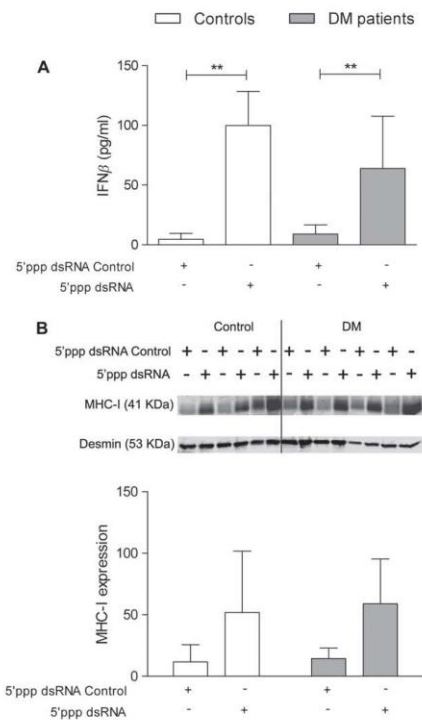 Controls DM patients
A
150
** **
100
IFNβ (pg/ml)
50
0
5'ppp dsRNA Control + - + -
5'ppp dsRNA - + - +
B
Control DM
5'ppp dsRNA Control + - + - + - + - + - + - + -
5'ppp dsRNA - + - + - + - + - + - + - +
MHC-I (41 KDa)
Desmin (53 KDa)
150
100
MHC-I expression
50
0
5'ppp dsRNA Control + - + -
5'ppp dsRNA - + - +